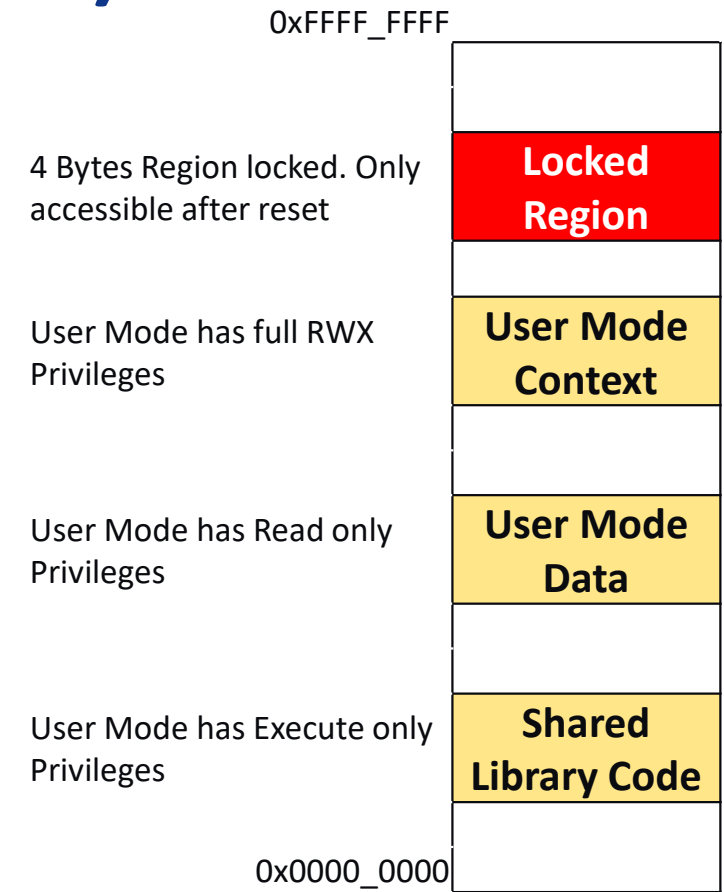 0xFFFF_FFFF
4 Bytes Region locked. Only
accessible after reset
Locked
Region
User Mode has full RWX
Privileges
User Mode
Context
User Mode has Read only
Privileges
User Mode
Data
User Mode has Execute only
Privileges
Shared
Library Code
0x0000_0000